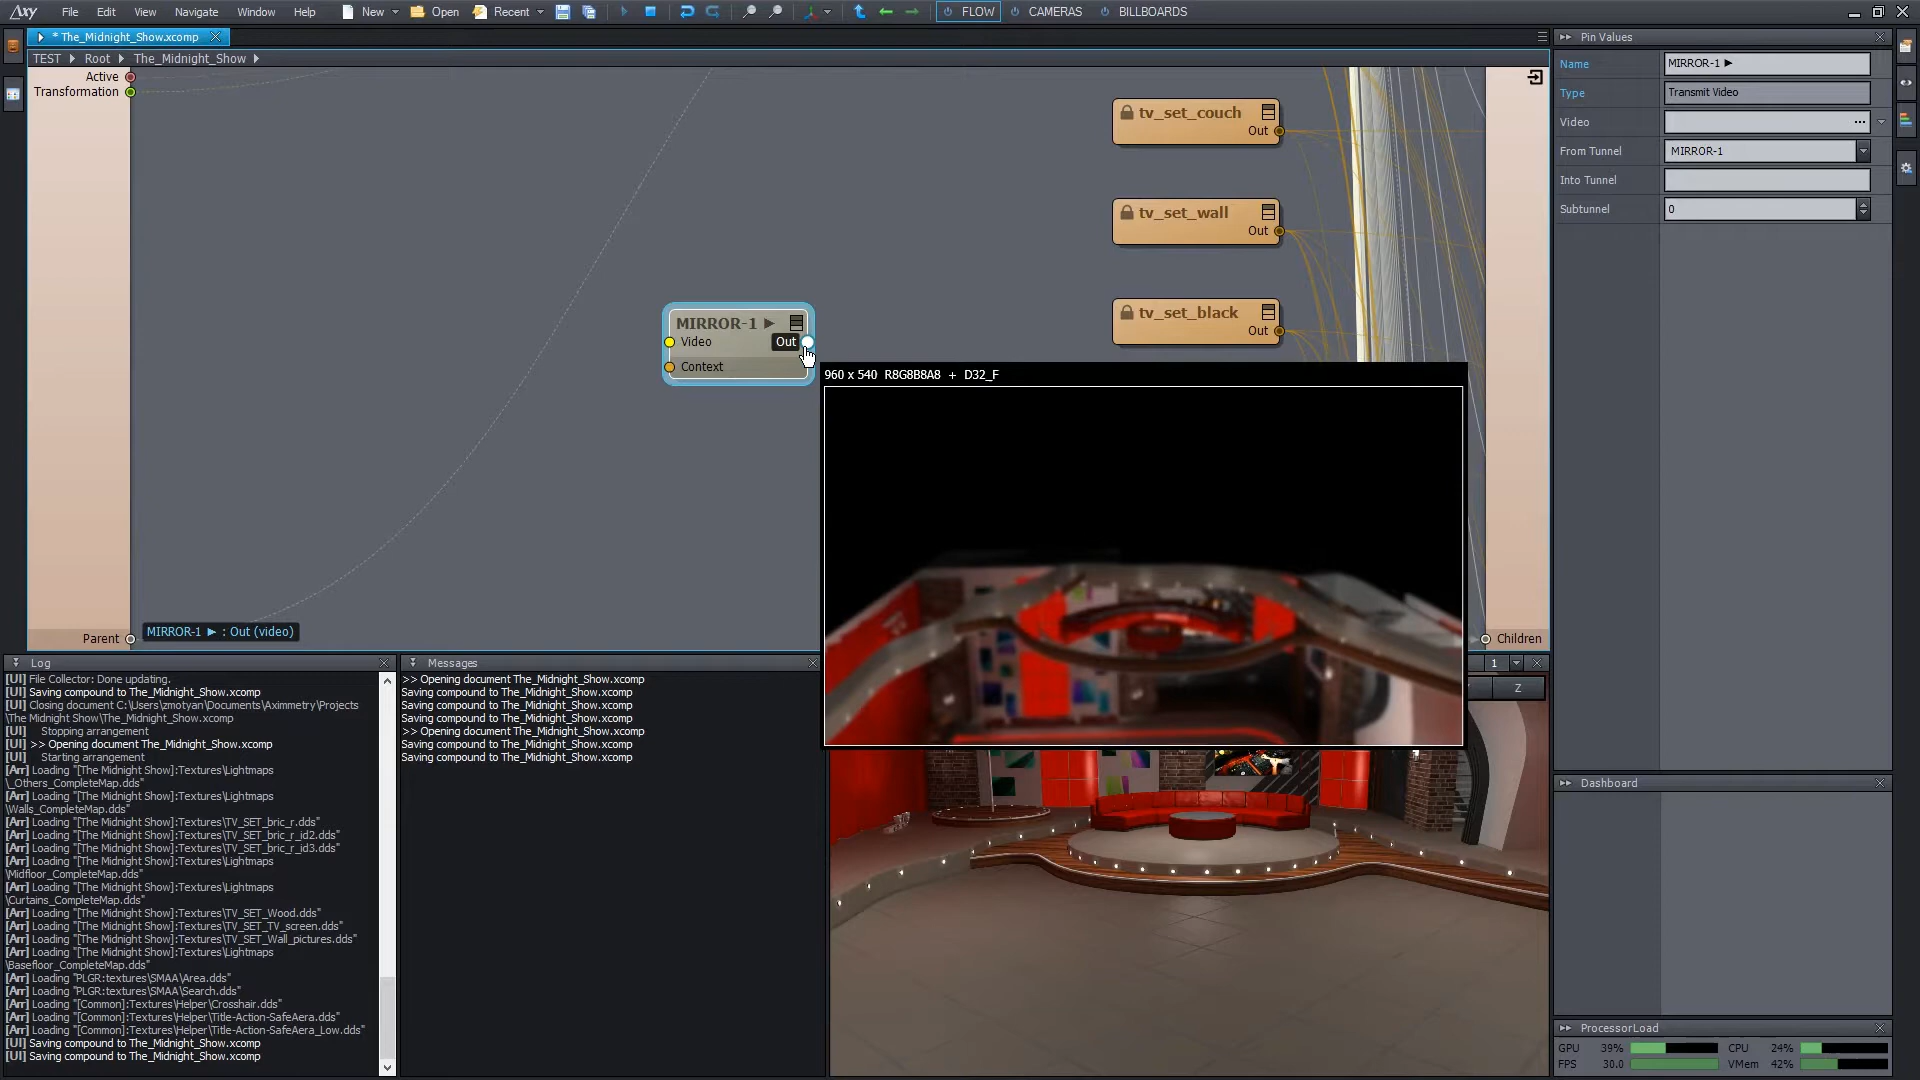 Axy File Edit View Navigate Window Help New Open Recent FLOW CAMERAS BILLBOARDS
* The_Midnight_Show.xcomp
TEST Root The_Midnight_Show
Active
Transformation
tv_set_couch
Out
tv_set_wall
Out
tv_set_black
Out
MIRROR-1
Video Out
Context
960 x 540 R8G8B8A8 + D32_F
Parent
MIRROR-1 ► : Out (video)
Children
Pin Values
Name MIRROR-1 ►
Type Transmit Video
Video ...
From Tunnel MIRROR-1
Into Tunnel
Subtunnel 0
Log
[UI] File Collector: Done updating.
[UI] Saving compound to The_Midnight_Show.xcomp
[UI] Closing document C:\Users\zmotyan\Documents\Aximmetry\Projects
\The Midnight Show\The_Midnight_Show.xcomp
[UI] Stopping arrangement
[UI] >> Opening document The_Midnight_Show.xcomp
[UI] Starting arrangement
[Arr] Loading "[The Midnight Show]:Textures\Lightmaps
\_Others_CompleteMap.dds"
[Arr] Loading "[The Midnight Show]:Textures\Lightmaps
\Walls_CompleteMap.dds"
[Arr] Loading "[The Midnight Show]:Textures\TV_SET_bric_r.dds"
[Arr] Loading "[The Midnight Show]:Textures\TV_SET_bric_r_id2.dds"
[Arr] Loading "[The Midnight Show]:Textures\TV_SET_bric_r_id3.dds"
[Arr] Loading "[The Midnight Show]:Textures\Lightmaps
\Midfloor_CompleteMap.dds"
[Arr] Loading "[The Midnight Show]:Textures\Lightmaps
\Curtains_CompleteMap.dds"
[Arr] Loading "[The Midnight Show]:Textures\TV_SET_Wood.dds"
[Arr] Loading "[The Midnight Show]:Textures\TV_SET_TV_screen.dds"
[Arr] Loading "[The Midnight Show]:Textures\TV_SET_Wall_pictures.dds"
[Arr] Loading "[The Midnight Show]:Textures\Lightmaps
\Basefloor_CompleteMap.dds"
[Arr] Loading "PLGR:textures\SMAA\Area.dds"
[Arr] Loading "PLGR:textures\SMAA\Search.dds"
[Arr] Loading "[Common]:Textures\Helper\Crosshair.dds"
[Arr] Loading "[Common]:Textures\Helper\Title-Action-SafeAera.dds"
[Arr] Loading "[Common]:Textures\Helper\Title-Action-SafeAera_Low.dds"
[UI] Saving compound to The_Midnight_Show.xcomp
[UI] Saving compound to The_Midnight_Show.xcomp
Messages
>> Opening document The_Midnight_Show.xcomp
Saving compound to The_Midnight_Show.xcomp
Saving compound to The_Midnight_Show.xcomp
Saving compound to The_Midnight_Show.xcomp
>> Opening document The_Midnight_Show.xcomp
Saving compound to The_Midnight_Show.xcomp
Saving compound to The_Midnight_Show.xcomp
1
Z
Dashboard
ProcessorLoad
GPU 39% CPU 24%
FPS 30.0 VMem 42%